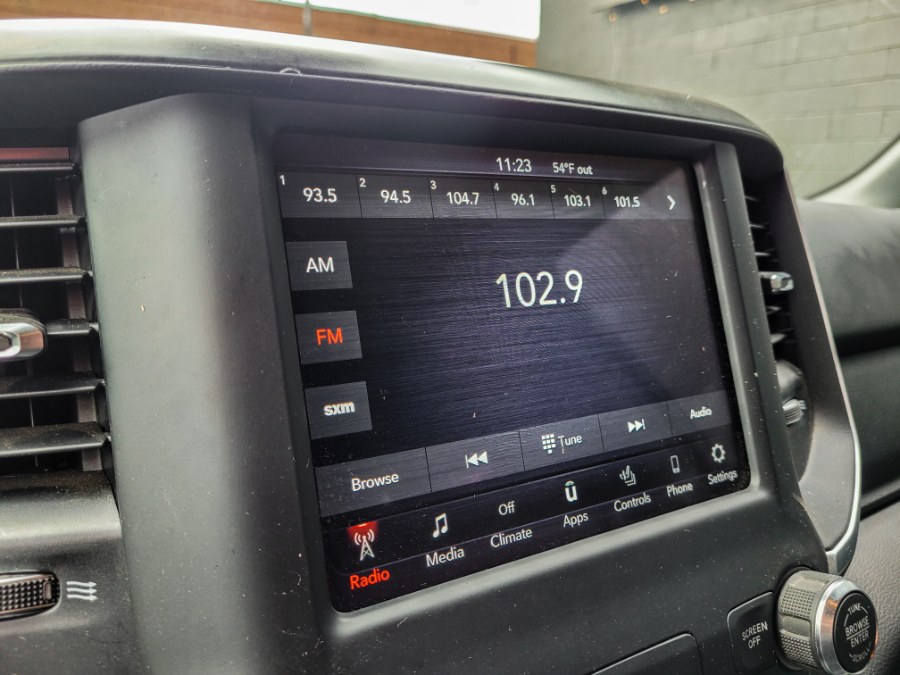 11:23 54°F out
1 93.5 2 94.5 3 104.7 4 96.1 5 103.1 6 101.5
AM
102.9
FM
sxm
Browse Tune Audio
Off
Radio Media Climate Apps Controls Phone Settings
SCREEN
OFF
TUNE
BROWSE
ENTER
SCROLL